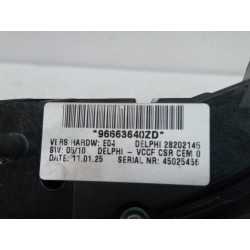 *96663640ZD*
VERS HARDW: E04 DELPHI 28202145
S\V: 05/10 DELPHI - VCCF CSR CEM 0
DATE: 11.01.25 SERIAL NR: 45025456